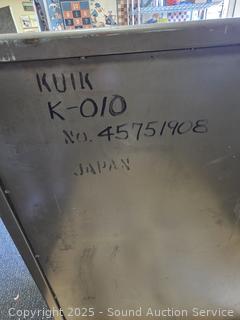 KUIK
K-010
No. 45751908
JAPAN
Copyright 2025 - Sound Auction Service